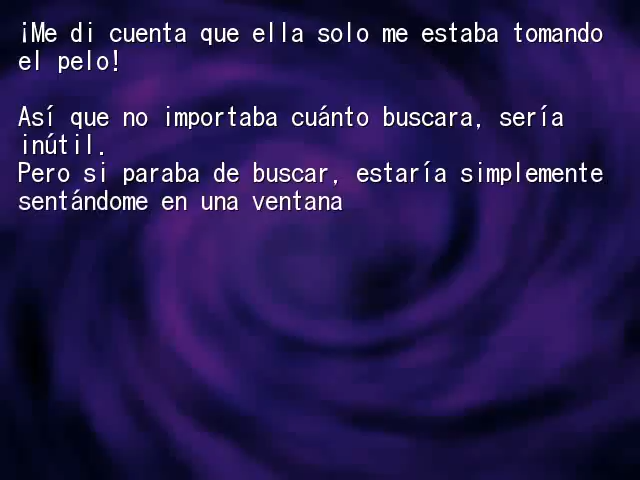 ¡Me di cuenta que ella solo me estaba tomando
el pelo!
Así que no importaba cuánto buscara, sería
inútil.
Pero si paraba de buscar, estaría simplemente
sentándome en una ventana